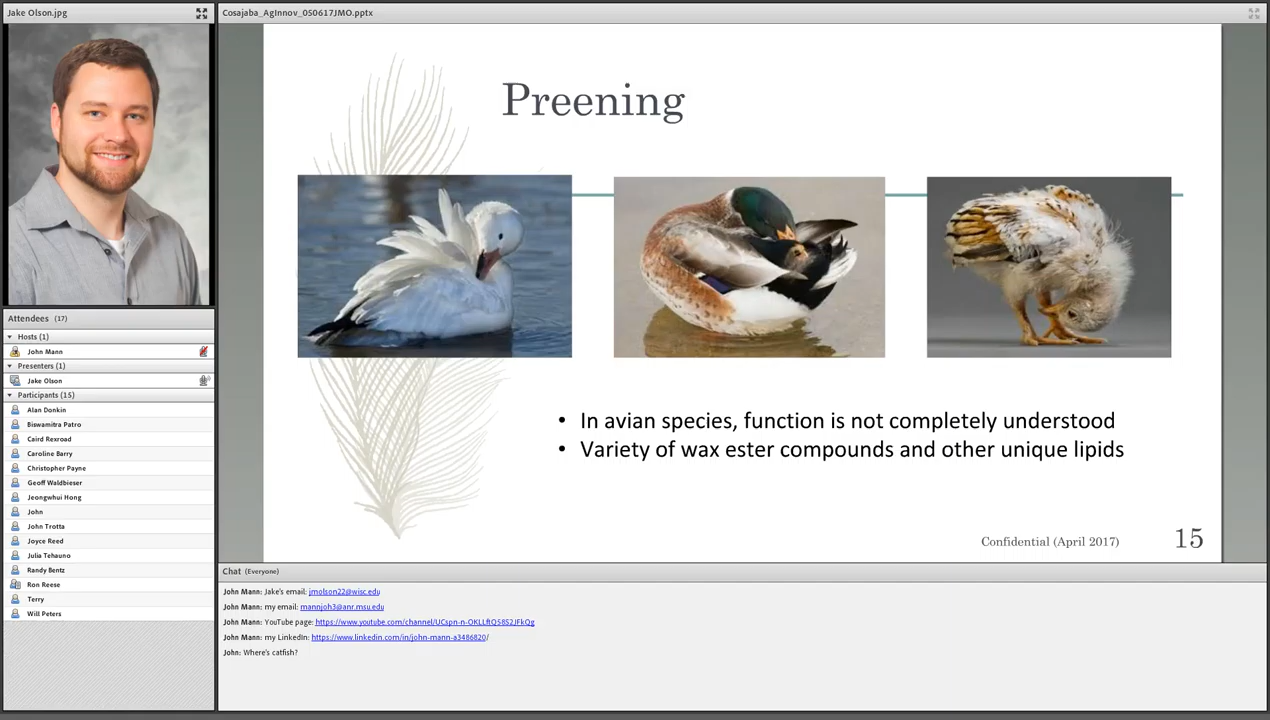 Jake Olson.jpg
Attendees (17)
Hosts (1)
John Mann
Presenters (1)
Jake Olson
Participants (15)
Alan Donkin
Biswamitra Patro
Caird Rexroad
Caroline Barry
Christopher Payne
Geoff Waldbieser
Jeongwhui Hong
John
John Trotta
Joyce Reed
Julia Tehauno
Randy Bentz
Ron Reese
Terry
Will Peters
Cosajaba_AgInnov_050617JMO.pptx
Preening
• In avian species, function is not completely understood
• Variety of wax ester compounds and other unique lipids
Confidential (April 2017)
15
Chat (Everyone)
John Mann: Jake's email: jmolson22@wisc.edu
John Mann: my email: mannjoh3@anr.msu.edu
John Mann: YouTube page: https://www.youtube.com/channel/
John Mann: my LinkedIn: https://www.linkedin.com/in/john-mann-a3486820/
John: Where's catfish?